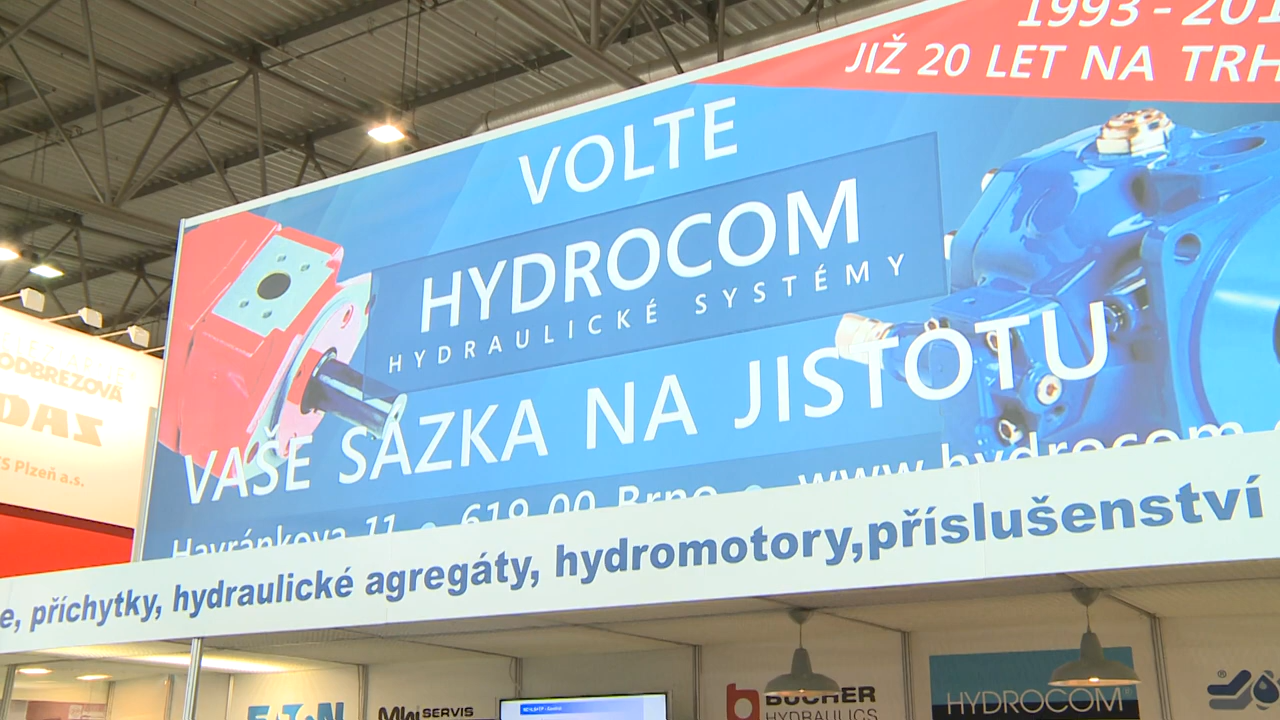 1993 - 201
JIŽ 20 LET NA TRH
VOLTE
HYDROCOM
HYDRAULICKÉ SYSTÉMY
VAŠE SÁZKA NA JISTOTU
Havránkova 11 • 619 00 Brno • www.hydrocom
e, příchytky, hydraulické agregáty, hydromotory,příslušenství
ODBREZOVÁ
DAZ
S Plzeň a.s.
EATON
SERVIS
BUCHER
HYDRAULICS
HYDROCOM®